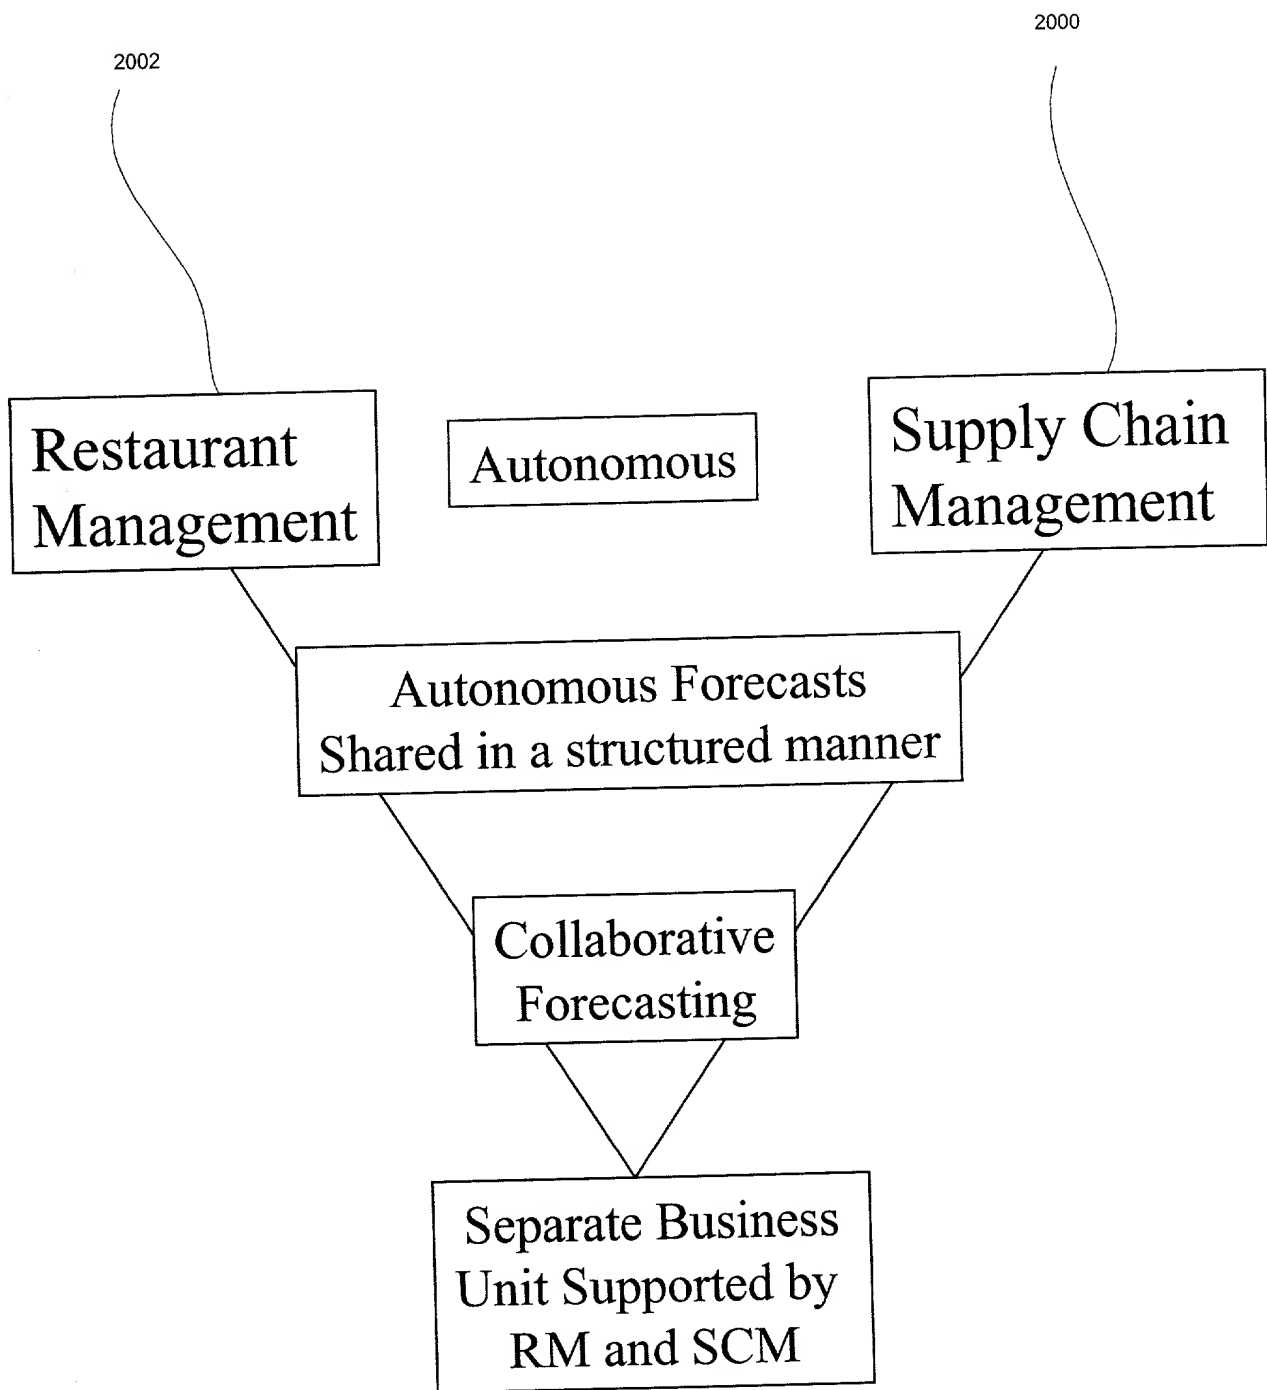 2002
2000
Restaurant
Management
Autonomous
Supply Chain
Management
Autonomous Forecasts
Shared in a structured manner
Collaborative
Forecasting
Separate Business
Unit Supported by
RM and SCM